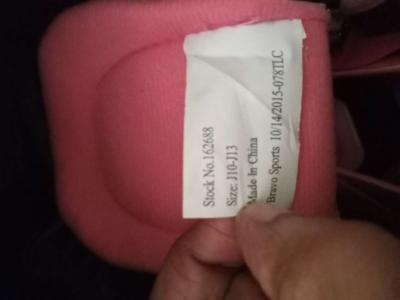 Stock No.162688
Size: J10-J13
Made in China
Bravo Sports 10/14/2015-078TLC